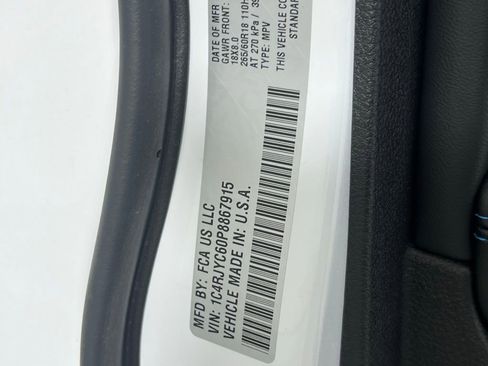 MFD BY: FCA US LLC
DATE OF MFR
GAWR FRONT:
18X8.0
265/60R18 110H
AT 270 kPa / 39
TYPE: MPV
THIS VEHICLE CO
STANDAR
VIN: 1C4RJYC60P8867915
VEHICLE MADE IN: U.S.A.